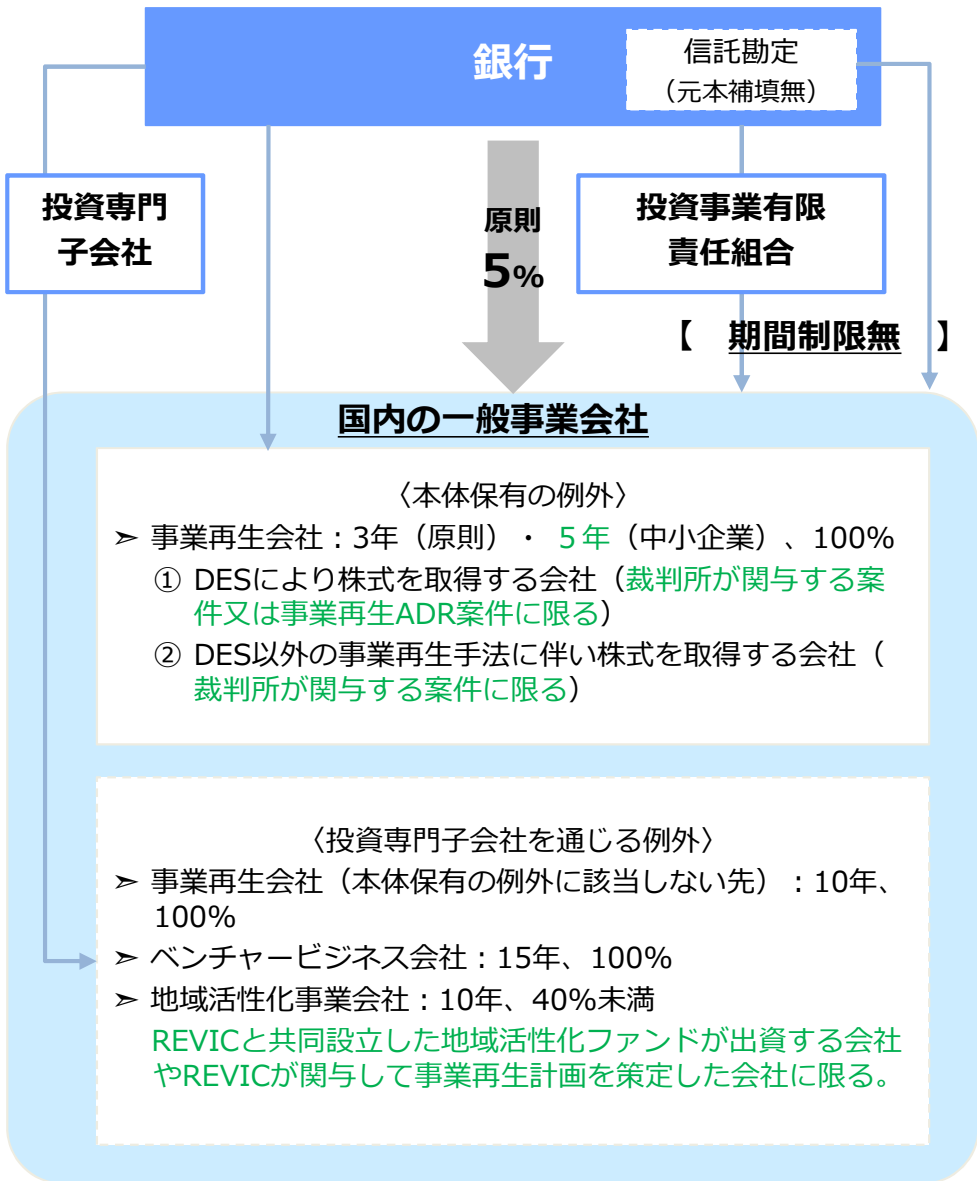 銀行
信託勘定
（元本補填無）
投資専門
子会社
原則
5%
投資事業有限
責任組合
【　期間制限無　】
国内の一般事業会社
〈本体保有の例外〉
➣ 事業再生会社：3年（原則）・ ５年（中小企業）、100%
① DESにより株式を取得する会社（裁判所が関与する案
件又は事業再生ADR案件に限る）
② DES以外の事業再生手法に伴い株式を取得する会社（
裁判所が関与する案件に限る）
〈投資専門子会社を通じる例外〉
➣ 事業再生会社（本体保有の例外に該当しない先）：10年、
100%
➣ ベンチャービジネス会社：15年、100%
➣ 地域活性化事業会社：10年、40%未満
REVICと共同設立した地域活性化ファンドが出資する会社
やREVICが関与して事業再生計画を策定した会社に限る。